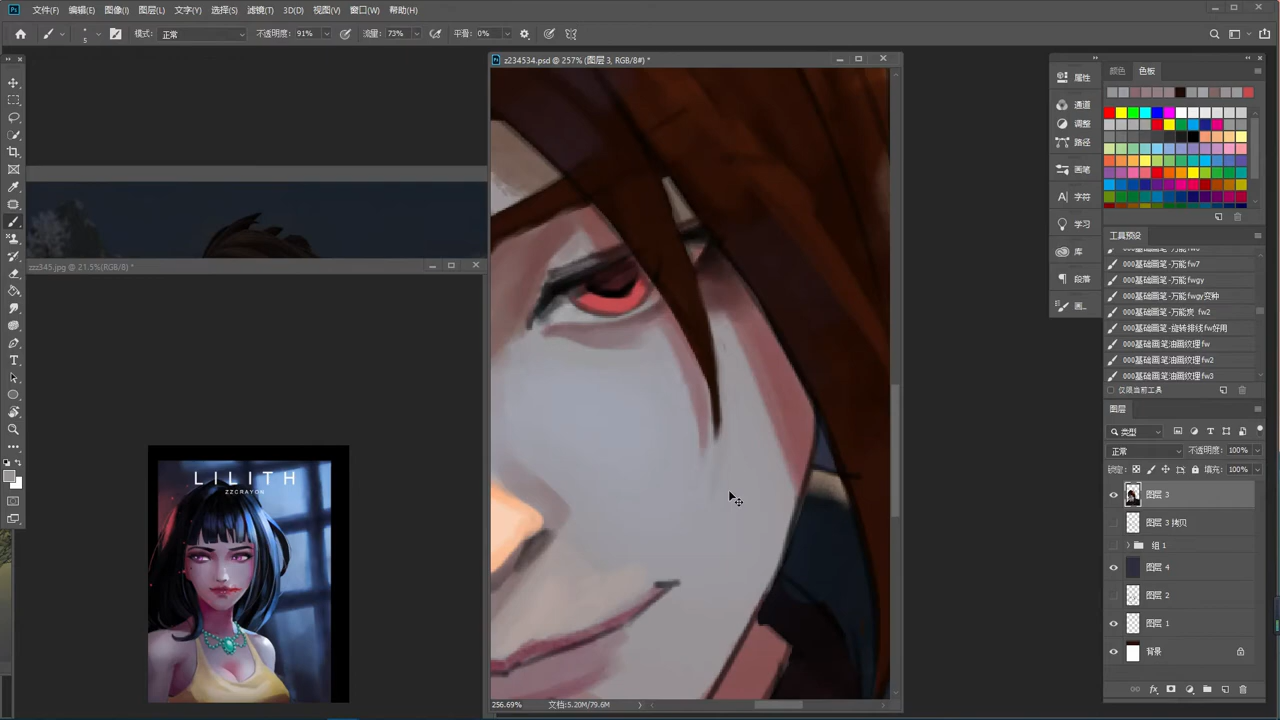 文件(F) 编辑(E) 图像(I) 图层(L) 文字(Y) 选择(S) 滤镜(T) 3D(D) 视图(V) 窗口(W) 帮助(H)
5 模式: 正常 不透明度: 91% 流量: 73% 平滑: 0%
z234534.psd @ 257% (图层 3, RGB/8#) *
颜色 色板
属性
通道
调整
路径
画笔
字符
学习
库
段落
画...
工具预设
000基础画笔-万能fw7
000基础画笔-万能fwgy
000基础画笔-万能fwgy变种
000基础画笔-万能炭 fw2
000基础画笔-旋转排线fw好用
000基础画笔油画纹理fw
000基础画笔油画纹理fw2
000基础画笔油画纹理fw3
仅限当前工具
zzz345.jpg @ 21.5%(RGB/8) *
LILITH
ZZCRAYON
图层
类型
正常 不透明度: 100%
锁定: 填充: 100%
图层 3
图层 3 拷贝
组 1
图层 4
图层 2
图层 1
背景
256.69% 文档:5.20M/79.6M